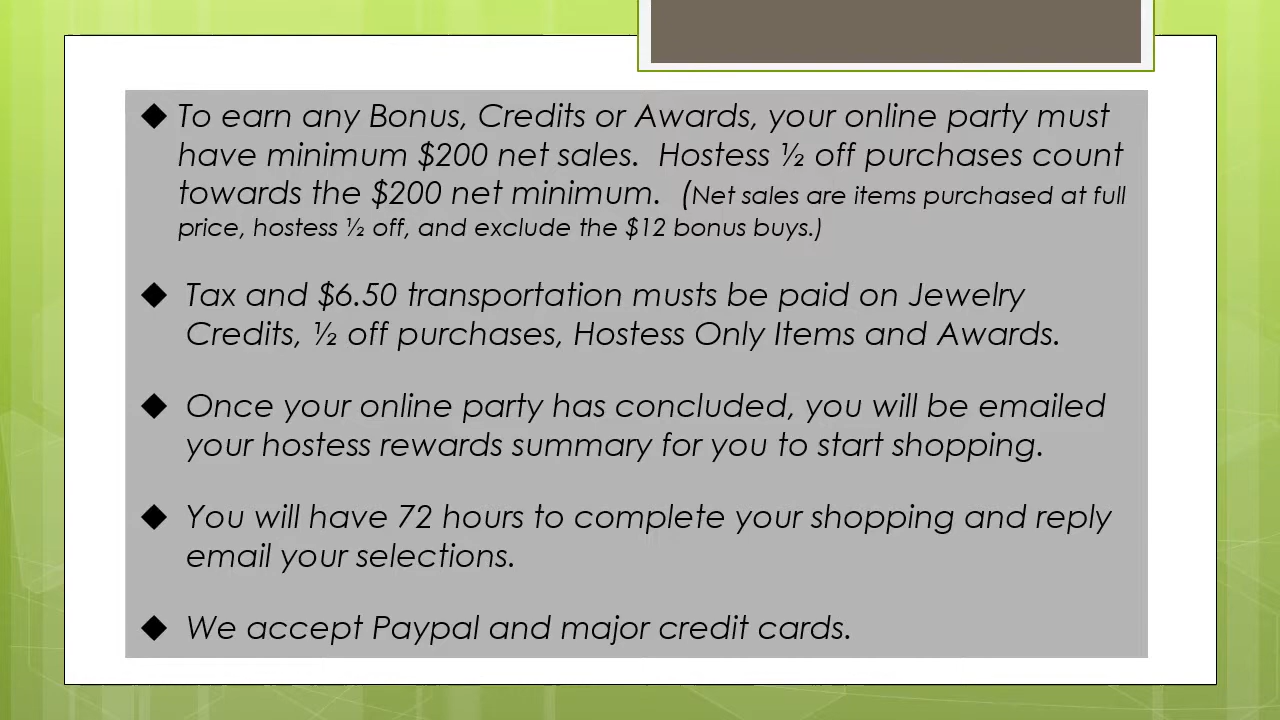 ◆ To earn any Bonus, Credits or Awards, your online party must
have minimum $200 net sales.  Hostess ½ off purchases count
towards the $200 net minimum.  (Net sales are items purchased at full
price, hostess ½ off, and exclude the $12 bonus buys.)
◆ Tax and $6.50 transportation musts be paid on Jewelry
Credits, ½ off purchases, Hostess Only Items and Awards.
◆ Once your online party has concluded, you will be emailed
your hostess rewards summary for you to start shopping.
◆ You will have 72 hours to complete your shopping and reply
email your selections.
◆ We accept Paypal and major credit cards.